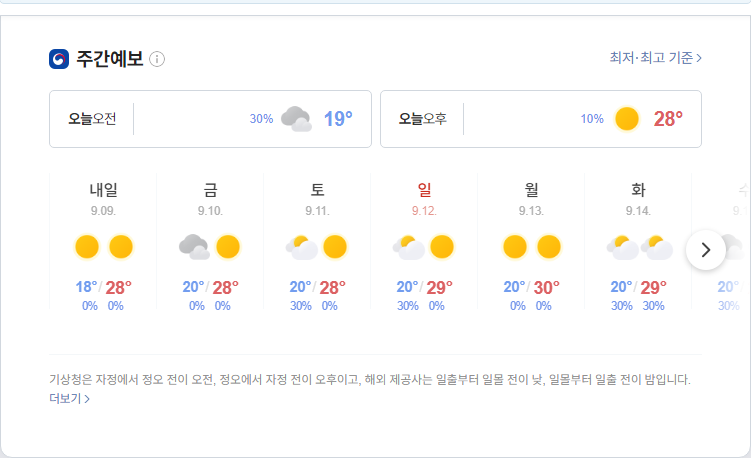 주간예보
최저·최고 기준
오늘오전 30% 19°
오늘오후 10% 28°
내일 금 토 일 월 화 수
9.09. 9.10. 9.11. 9.12. 9.13. 9.14. 9.
18°/28° 20°/28° 20°/28° 20°/29° 20°/30° 20°/29° 20°
0% 0% 0% 0% 30% 0% 30% 0% 0% 0% 30% 30% 30%
기상청은 자정에서 정오 전이 오전, 정오에서 자정 전이 오후이고, 해외 제공사는 일출부터 일몰 전이 낮, 일몰부터 일출 전이 밤입니다.
더보기